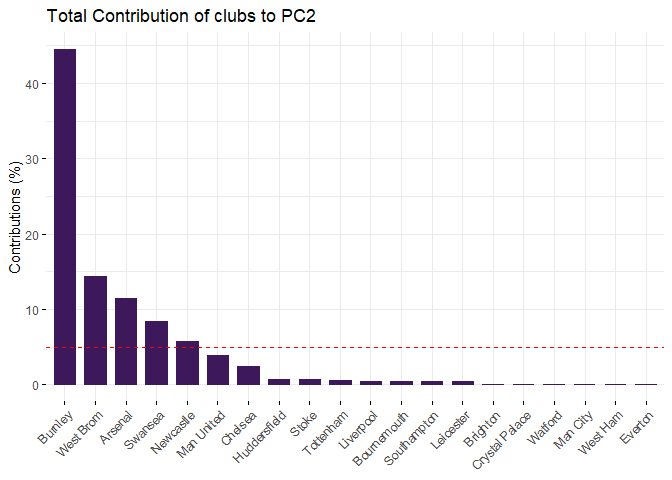 Total Contribution of clubs to PC2
Contributions (%)
40
30
20
10
0
Burnley
West Brom
Arsenal
Swansea
Newcastle
Man United
Chelsea
Huddersfield
Stoke
Tottenham
Liverpool
Bournemouth
Southampton
Leicester
Brighton
Crystal Palace
Watford
Man City
West Ham
Everton